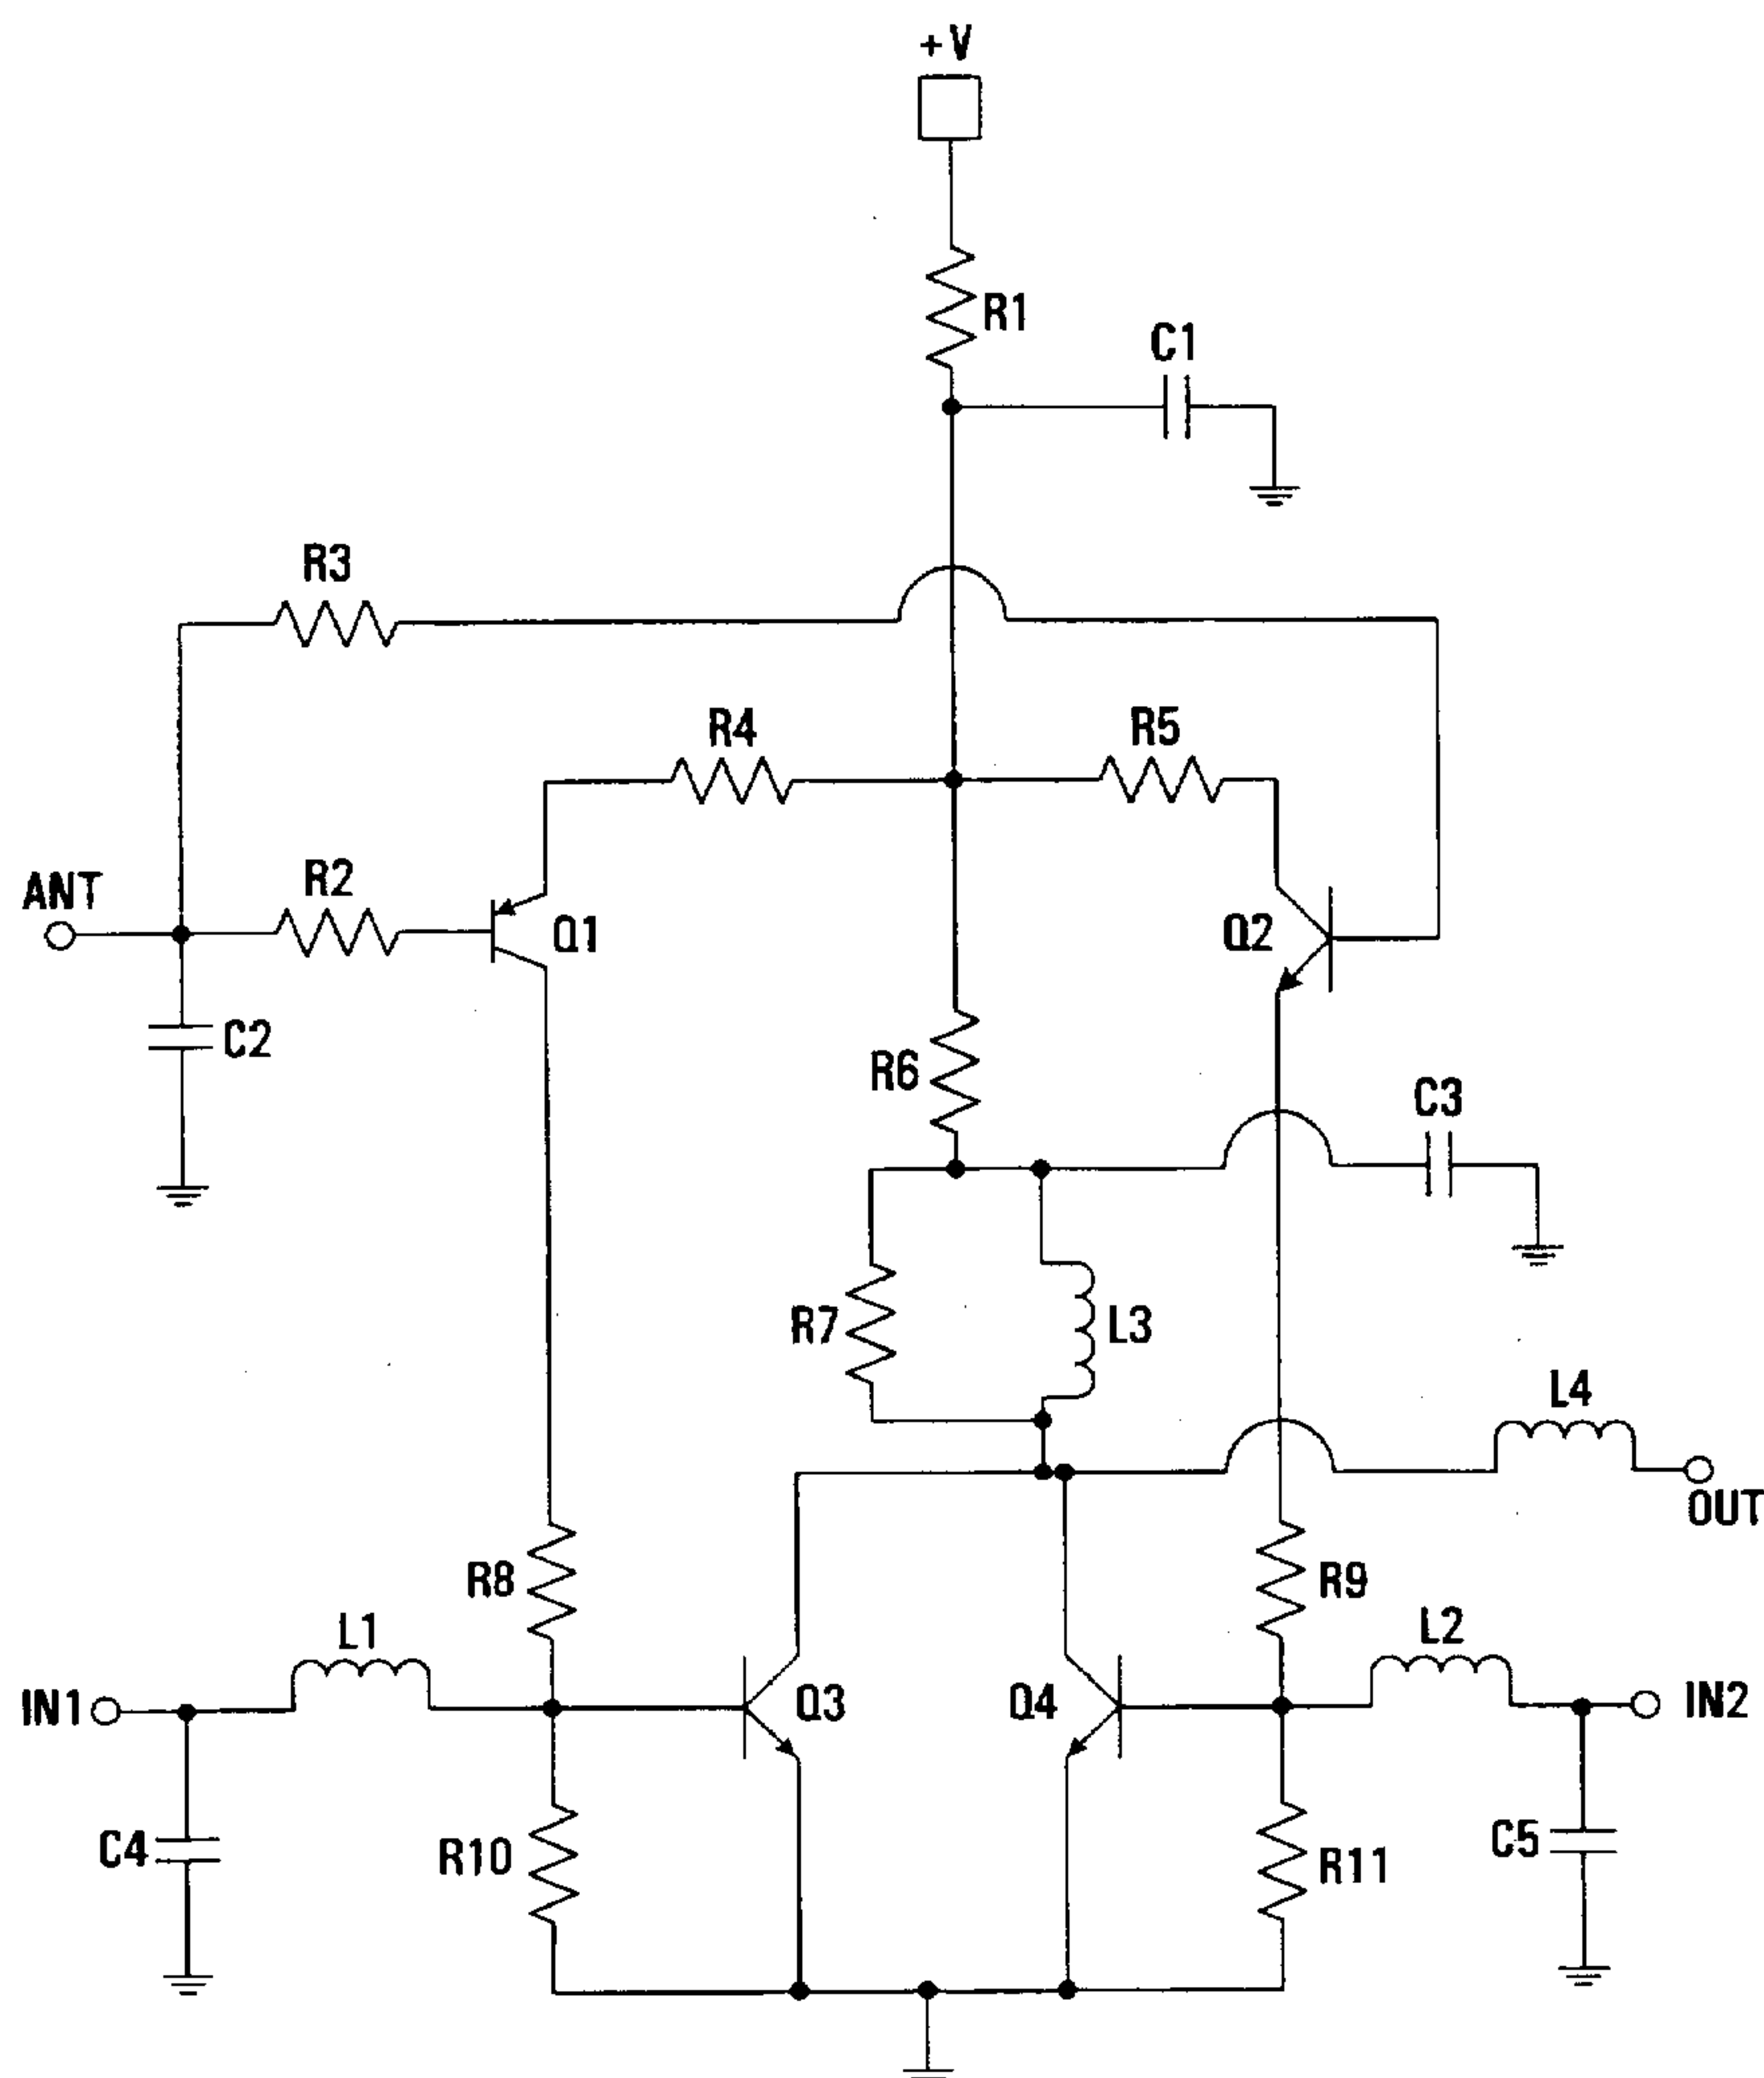 +V
R1
C1
R3
R4
R5
ANT
R2
Q1
Q2
C2
R6
C3
R7
L3
L4
OUT
R8
R9
L1
L2
IN1
Q3
Q4
IN2
C4
R10
R11
C5